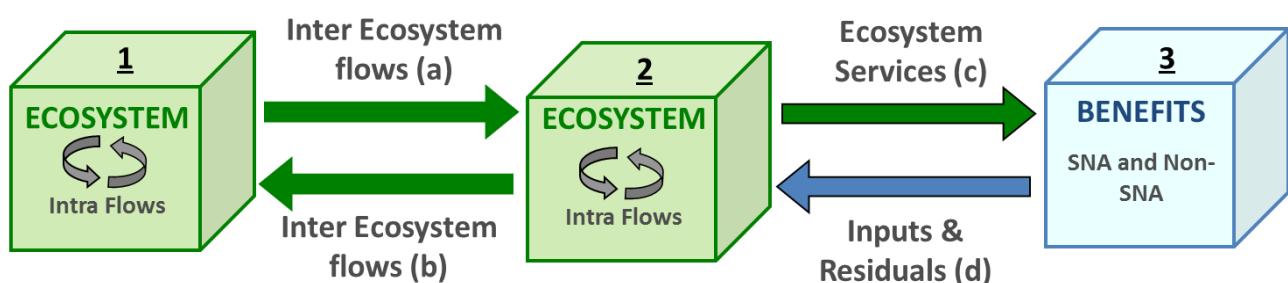 1
ECOSYSTEM
Intra Flows
Inter Ecosystem
flows (a)
Inter Ecosystem
flows (b)
2
ECOSYSTEM
Intra Flows
Ecosystem
Services (c)
Inputs &
Residuals (d)
3
BENEFITS
SNA and Non-
SNA